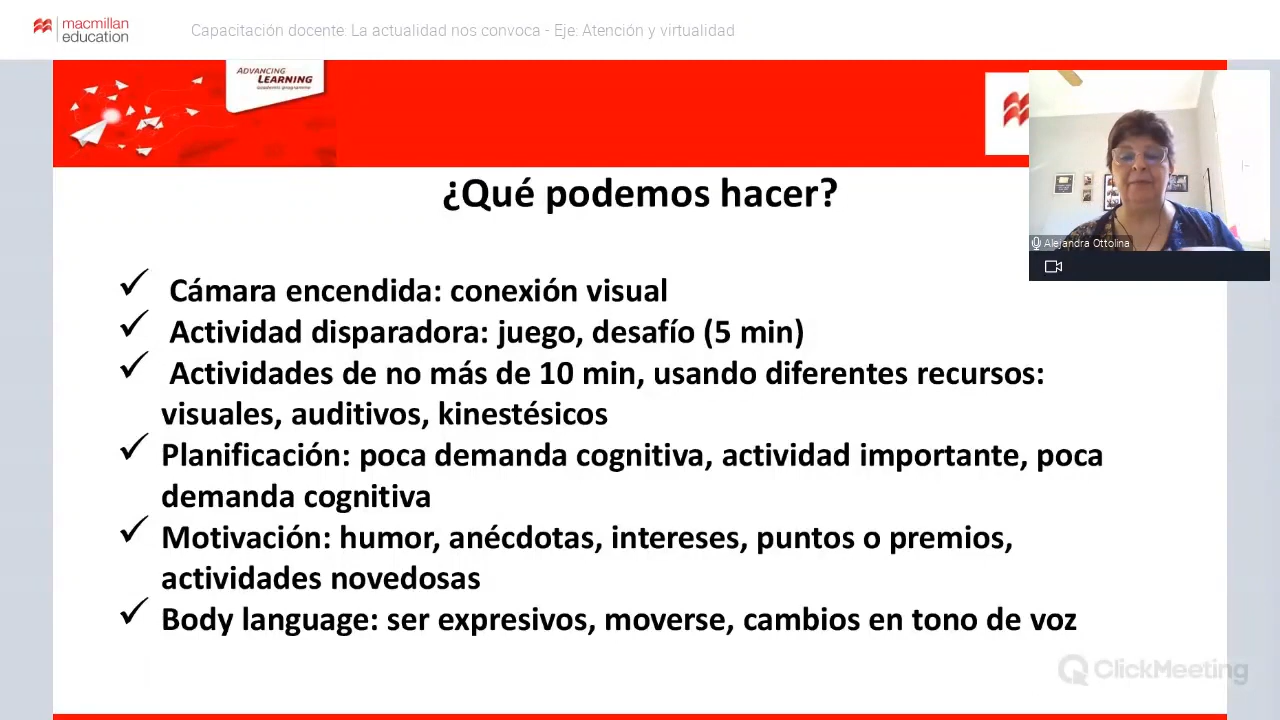 macmillan
education
Capacitación docente: La actualidad nos convoca - Eje: Atención y virtualidad
ADVANCING
LEARNING
academic programme
Alejandra Ottolina
¿Qué podemos hacer?
✓ Cámara encendida: conexión visual
✓ Actividad disparadora: juego, desafío (5 min)
✓ Actividades de no más de 10 min, usando diferentes recursos:
visuales, auditivos, kinestésicos
✓ Planificación: poca demanda cognitiva, actividad importante, poca
demanda cognitiva
✓ Motivación: humor, anécdotas, intereses, puntos o premios,
actividades novedosas
✓ Body language: ser expresivos, moverse, cambios en tono de voz
ClickMeeting